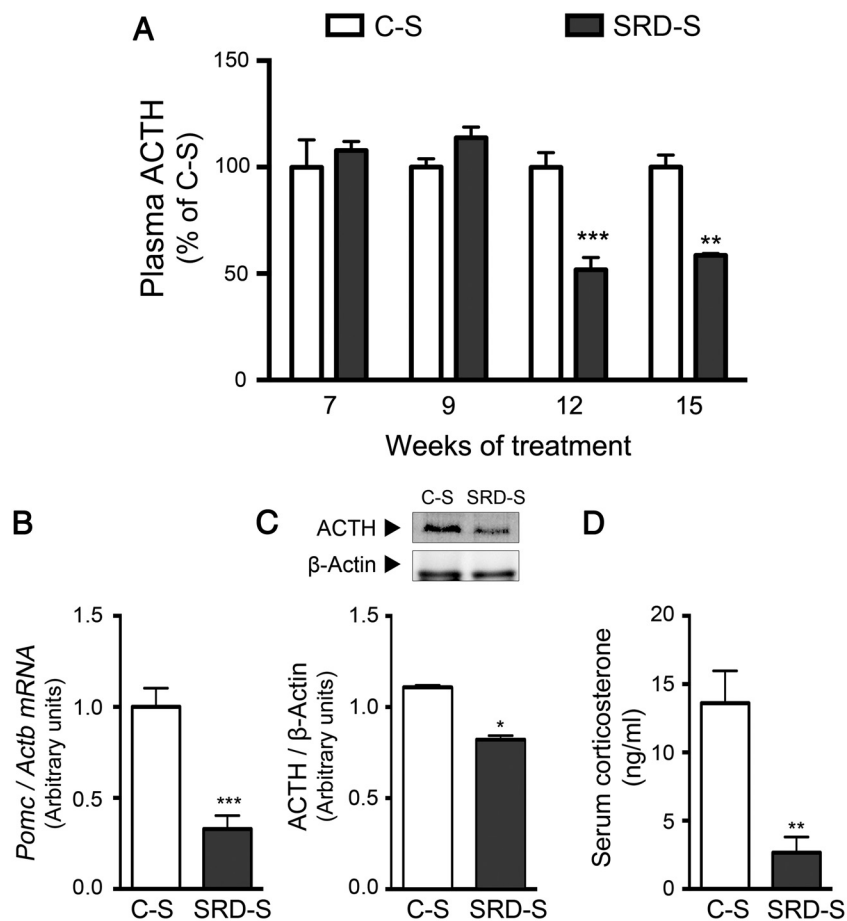 A
C-S SRD-S
Plasma ACTH
(% of C-S)
150
100
50
0
***
**
7 9 12 15
Weeks of treatment
B
Pomc / Actb mRNA
(Arbitrary units)
1.5
1.0
0.5
0.0
***
C-S SRD-S
C
C-S SRD-S
ACTH
β-Actin
ACTH / β-Actin
(Arbitrary units)
1.5
1.0
0.5
0.0
*
C-S SRD-S
D
Serum corticosterone
(ng/ml)
20
15
10
5
0
**
C-S SRD-S